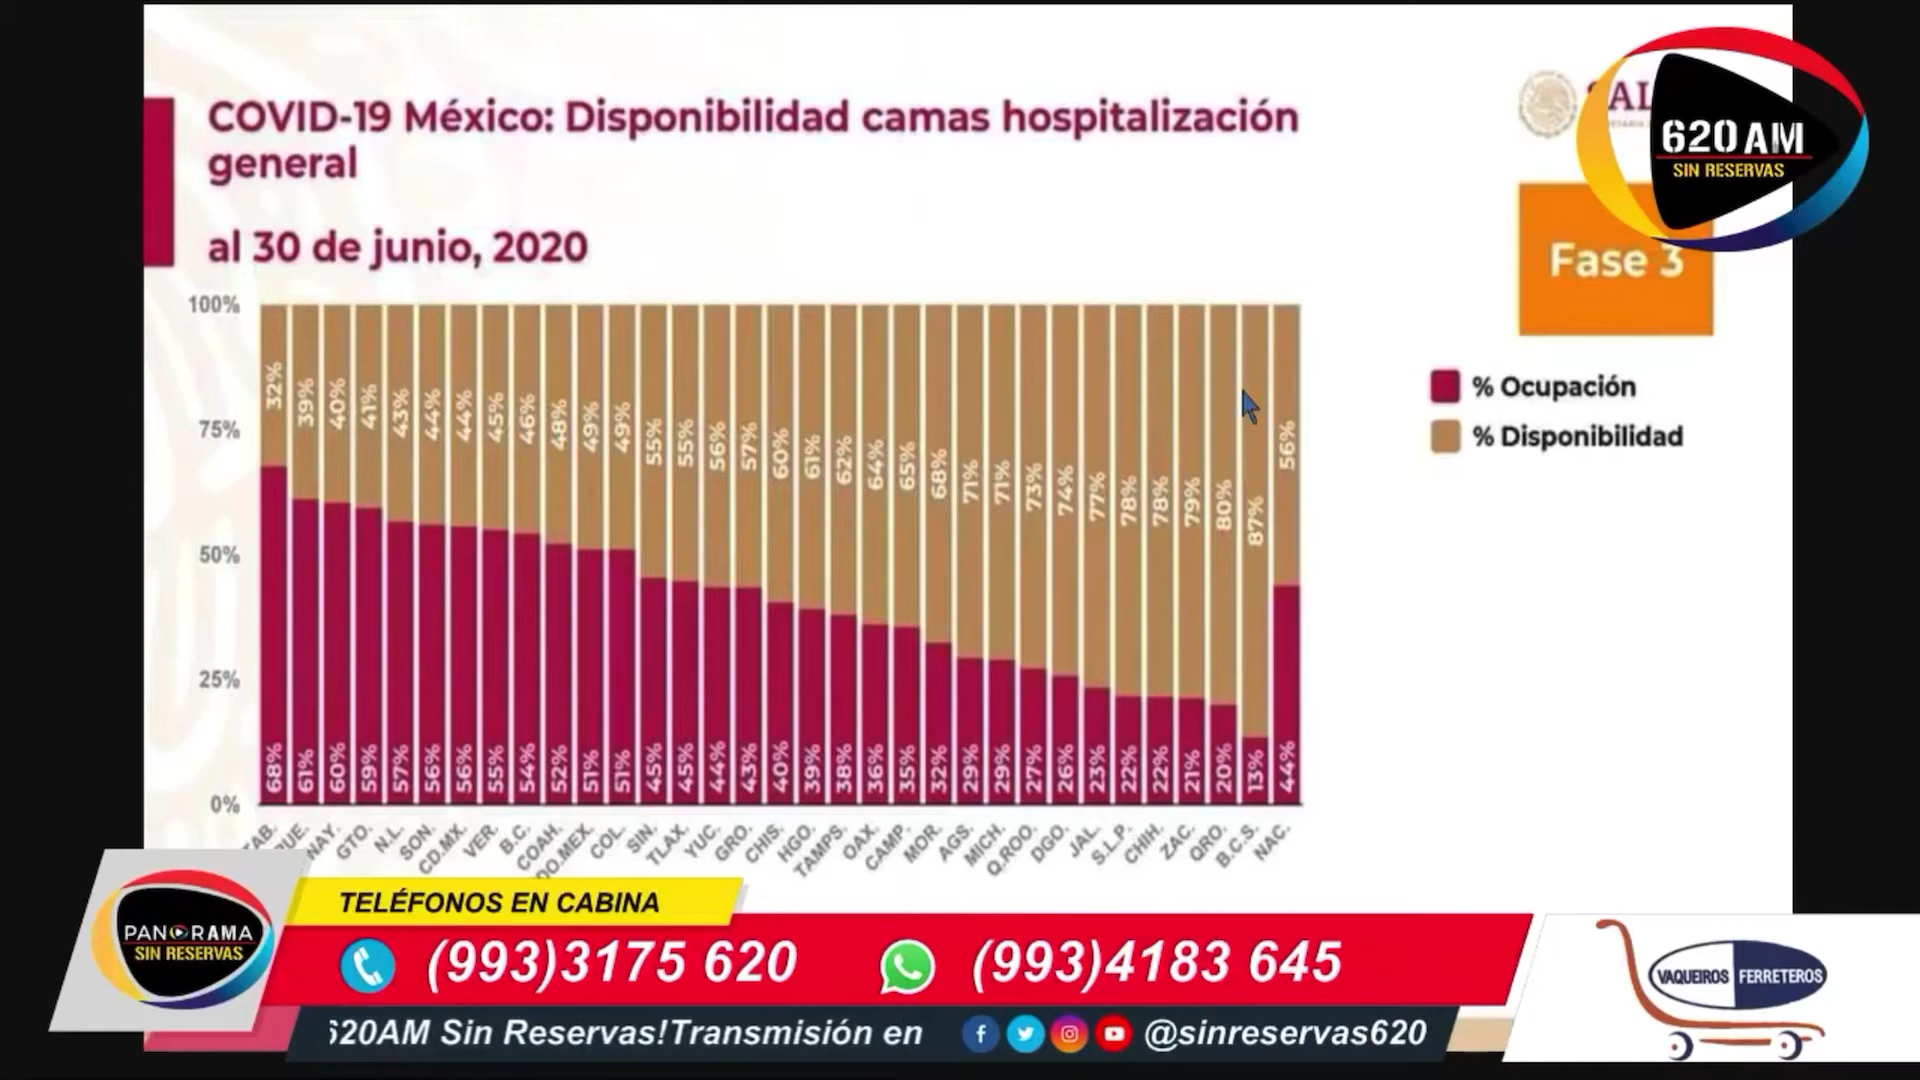 COVID-19 México: Disponibilidad camas hospitalización
general
al 30 de junio, 2020
620 AM
SIN RESERVAS
Fase 3
% Ocupación
% Disponibilidad
100%
75%
50%
25%
0%
32% 39% 40% 41% 43% 44% 44% 45% 46% 48% 49% 49% 55% 55% 56% 57% 60% 61% 62% 64% 65% 68% 71% 71% 73% 74% 77% 78% 78% 79% 80% 87% 56%
68% 61% 60% 59% 57% 56% 56% 55% 54% 52% 51% 51% 45% 45% 44% 43% 40% 39% 38% 36% 35% 32% 29% 29% 27% 26% 23% 22% 22% 21% 20% 13% 44%
TAB. PUE. NAY. GTO. N.L. SON. CD.MX. VER. B.C. COAH. DO.MEX. COL. SIN. TLAX. YUC. GRO. CHIS. HGO. TAMPS. OAX. CAMP. MOR. AGS. MICH. Q.ROO. DGO. JAL. S.L.P. CHIH. ZAC. QRO. B.C.S. NAC.
TELÉFONOS EN CABINA
PANORAMA
SIN RESERVAS
(993)3175 620
(993)4183 645
620AM Sin Reservas!Transmisión en
@sinreservas620
VAQUEIROS FERRETEROS